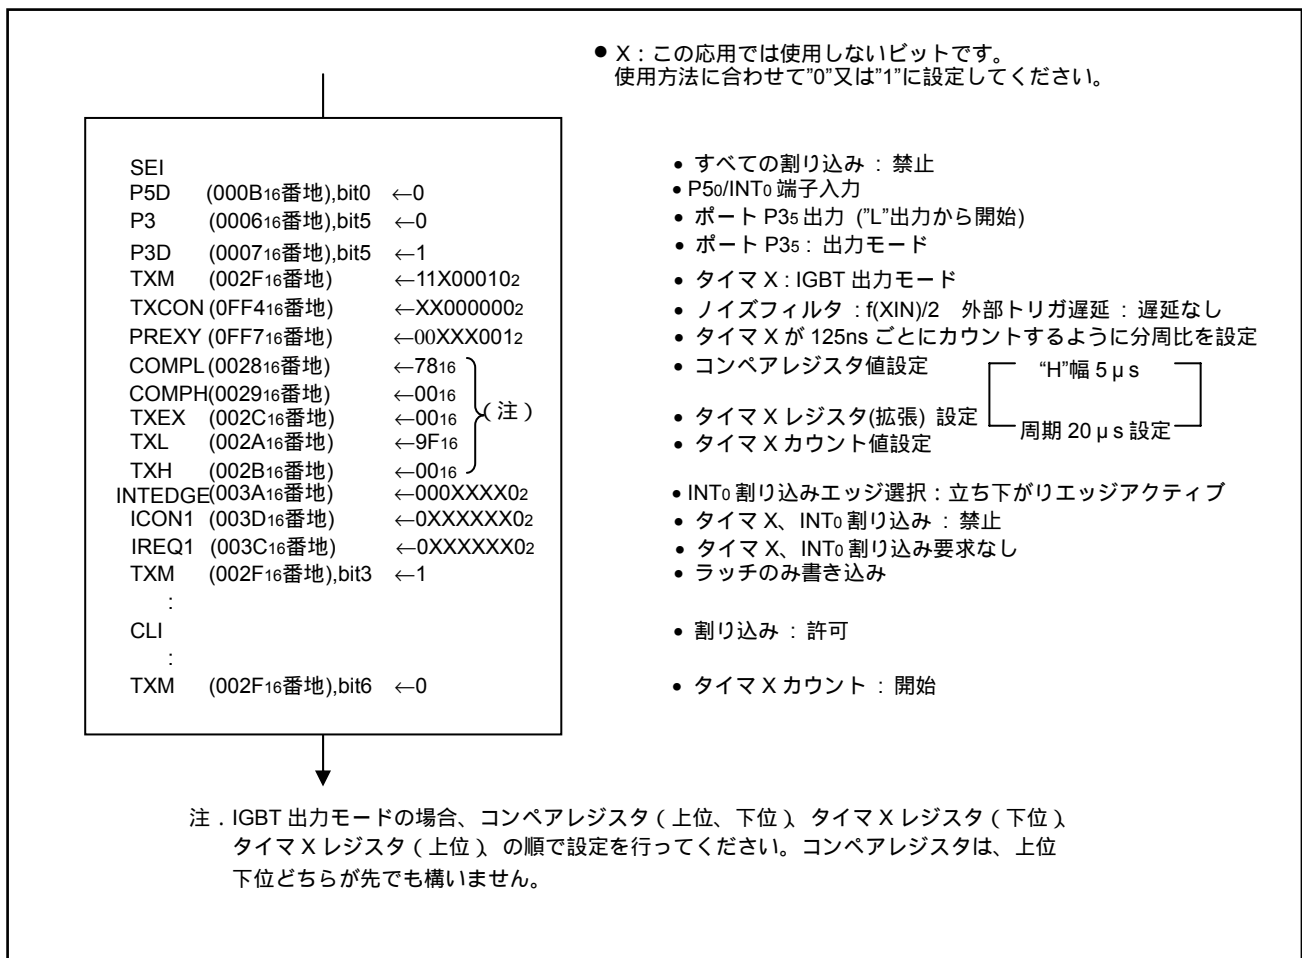 ● X : この応用では使用しないビットです。
使用方法に合わせて"0"又は"1"に設定してください。
SEI
• すべての割り込み : 禁止
P5D (000B16番地),bit0 ←0
• P50/INT0 端子入力
P3 (000616番地),bit5 ←0
• ポート P35 出力 ("L"出力から開始)
P3D (000716番地),bit5 ←1
• ポート P35 : 出力モード
TXM (002F16番地) ←11X000102
• タイマ X : IGBT 出力モード
TXCON (0FF416番地) ←XX0000002
• ノイズフィルタ : f(XIN)/2 外部トリガ遅延 : 遅延なし
PREXY (0FF716番地) ←00XXX0012
• タイマ X が 125ns ごとにカウントするように分周比を設定
COMPL (002816番地) ←7816
• コンペアレジスタ値設定
"H"幅 5 μ s
COMPH(002916番地) ←0016
(注)
TXEX (002C16番地) ←0016
• タイマ X レジスタ(拡張) 設定
周期 20 μ s 設定
TXL (002A16番地) ←9F16
• タイマ X カウント値設定
TXH (002B16番地) ←0016
INTEDGE(003A16番地) ←000XXXX02
• INT0 割り込みエッジ選択 : 立ち下がりエッジアクティブ
ICON1 (003D16番地) ←0XXXXXX02
• タイマ X、INT0 割り込み : 禁止
IREQ1 (003C16番地) ←0XXXXXX02
• タイマ X、INT0 割り込み要求なし
TXM (002F16番地),bit3 ←1
• ラッチのみ書き込み
:
CLI
• 割り込み : 許可
:
TXM (002F16番地),bit6 ←0
• タイマ X カウント : 開始
注 . IGBT 出力モードの場合、コンペアレジスタ ( 上位、下位 )、タイマ X レジスタ ( 下位 )、
タイマ X レジスタ ( 上位 )、の順で設定を行ってください。コンペアレジスタは、上位
下位どちらが先でも構いません。